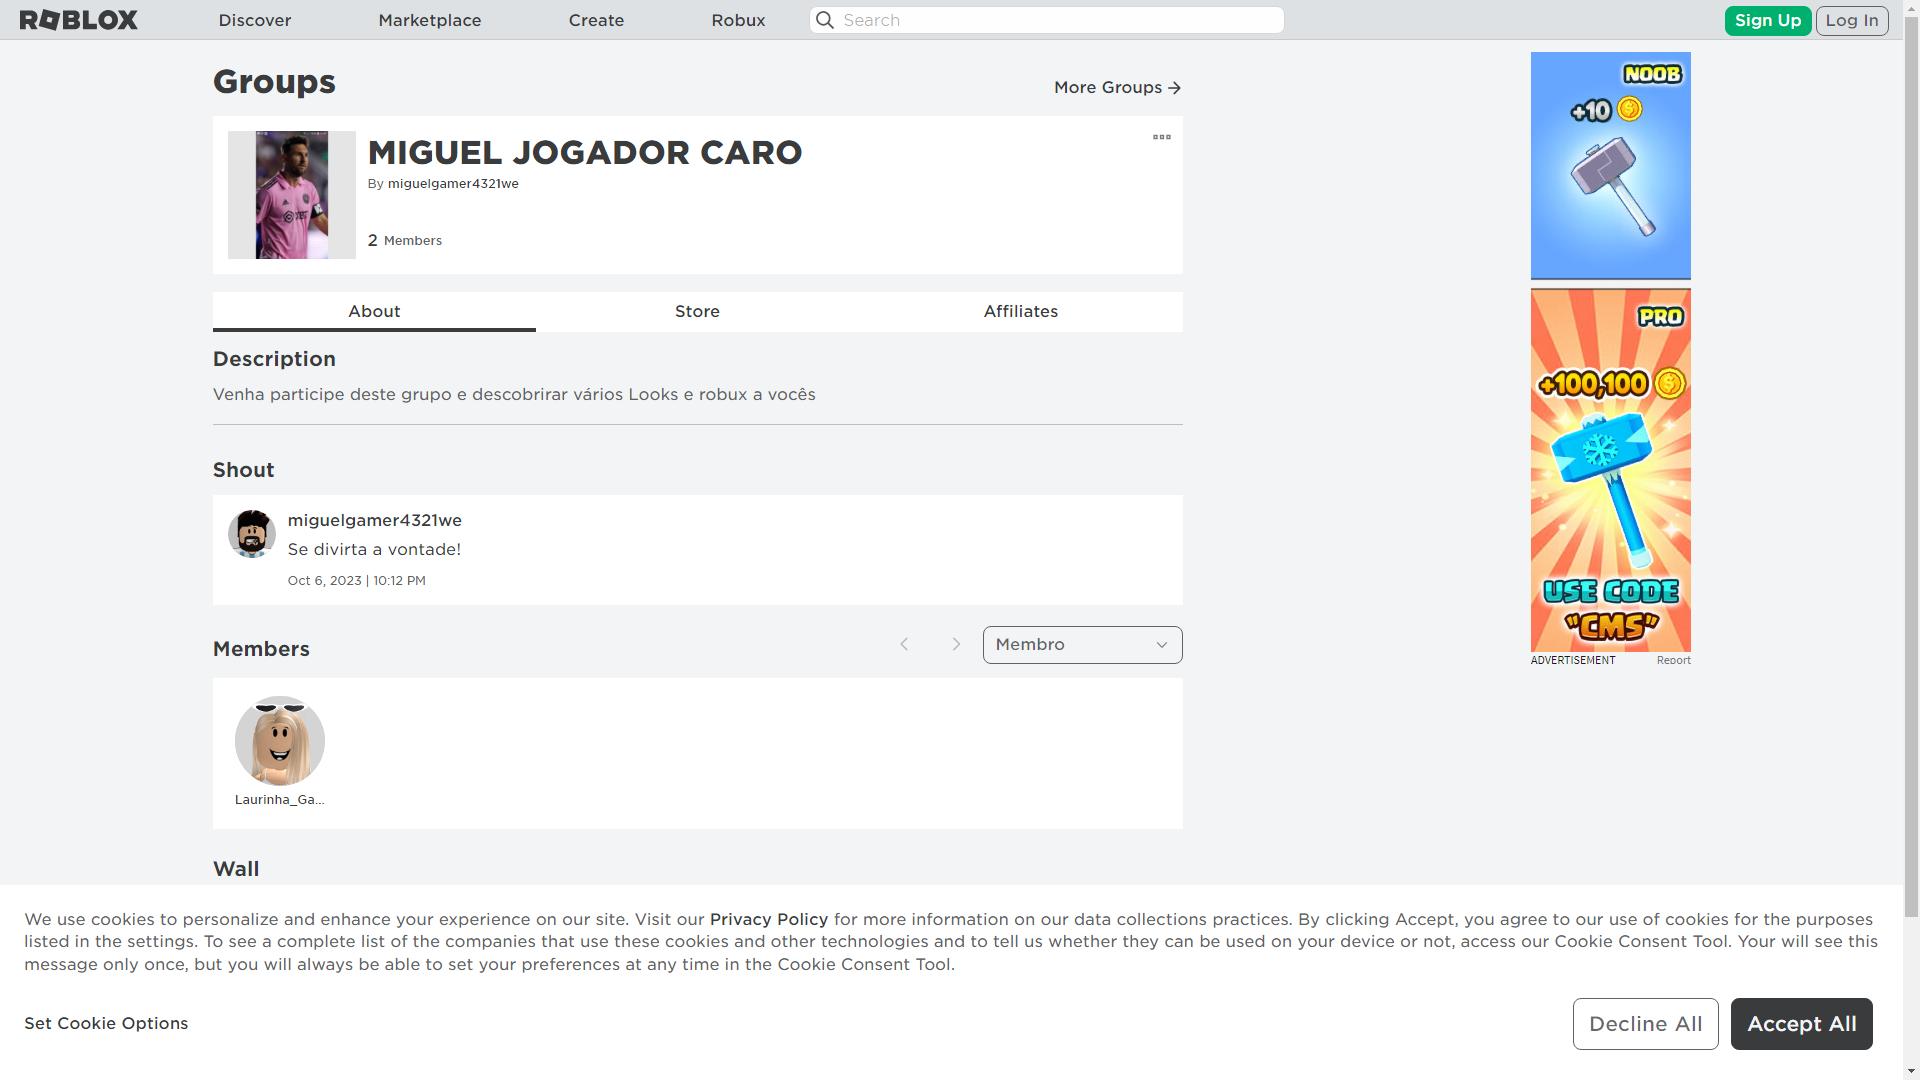 ROBLOX
Discover
Marketplace
Create
Robux
Search
Sign Up
Log In
Groups
More Groups
MIGUEL JOGADOR CARO
By miguelgamer4321we
2 Members
About
Store
Affiliates
Description
Venha participe deste grupo e descobrirar vários Looks e robux a vocês
Shout
miguelgamer4321we
Se divirta a vontade!
Oct 6, 2023 | 10:12 PM
Members
Membro
Laurinha_Ga...
Wall
NOOB
+10
PRO
+100,100
USE CODE
"CMS"
ADVERTISEMENT
Report
We use cookies to personalize and enhance your experience on our site. Visit our Privacy Policy for more information on our data collections practices. By clicking Accept, you agree to our use of cookies for the purposes
listed in the settings. To see a complete list of the companies that use these cookies and other technologies and to tell us whether they can be used on your device or not, access our Cookie Consent Tool. Your will see this
message only once, but you will always be able to set your preferences at any time in the Cookie Consent Tool.
Set Cookie Options
Decline All
Accept All